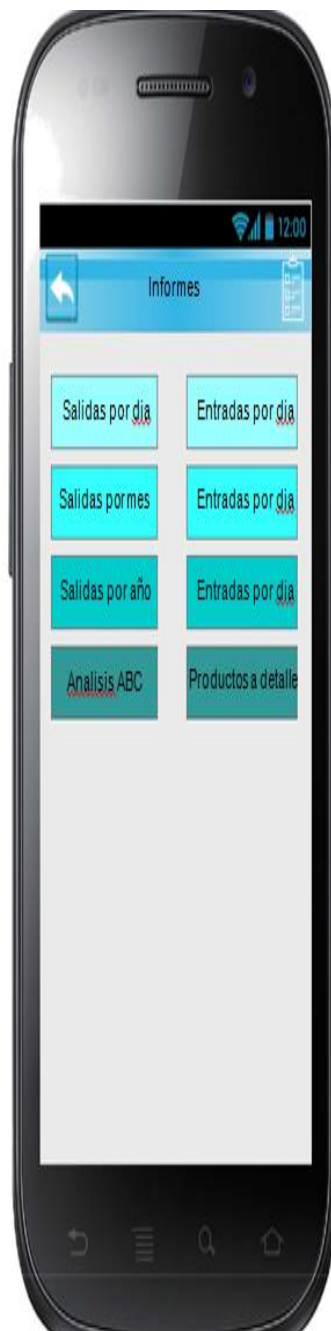 12:00
Informes
Salidas por dia
Entradas por dia
Salidas por mes
Entradas por dia
Salidas por año
Entradas por dia
Analisis ABC
Productos a detalle